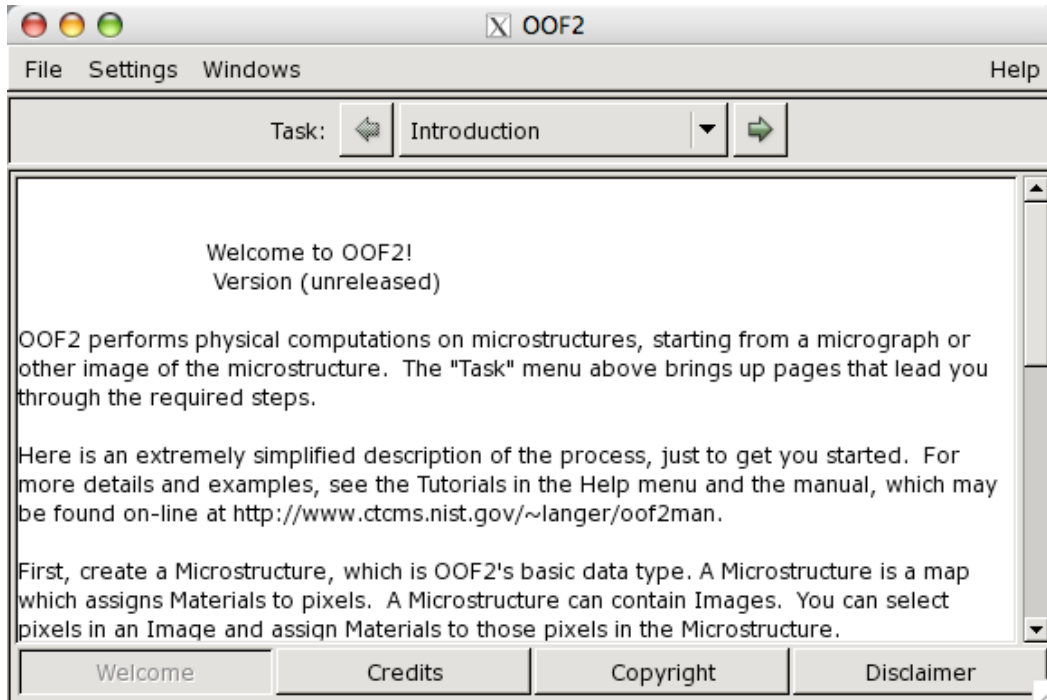 X OOF2
File Settings Windows Help
Task: Introduction
Welcome to OOF2!
Version (unreleased)
OOF2 performs physical computations on microstructures, starting from a micrograph or
other image of the microstructure. The "Task" menu above brings up pages that lead you
through the required steps.
Here is an extremely simplified description of the process, just to get you started. For
more details and examples, see the Tutorials in the Help menu and the manual, which may
be found on-line at http://www.ctcms.nist.gov/~langer/oof2man.
First, create a Microstructure, which is OOF2's basic data type. A Microstructure is a map
which assigns Materials to pixels. A Microstructure can contain Images. You can select
pixels in an Image and assign Materials to those pixels in the Microstructure.
Welcome Credits Copyright Disclaimer